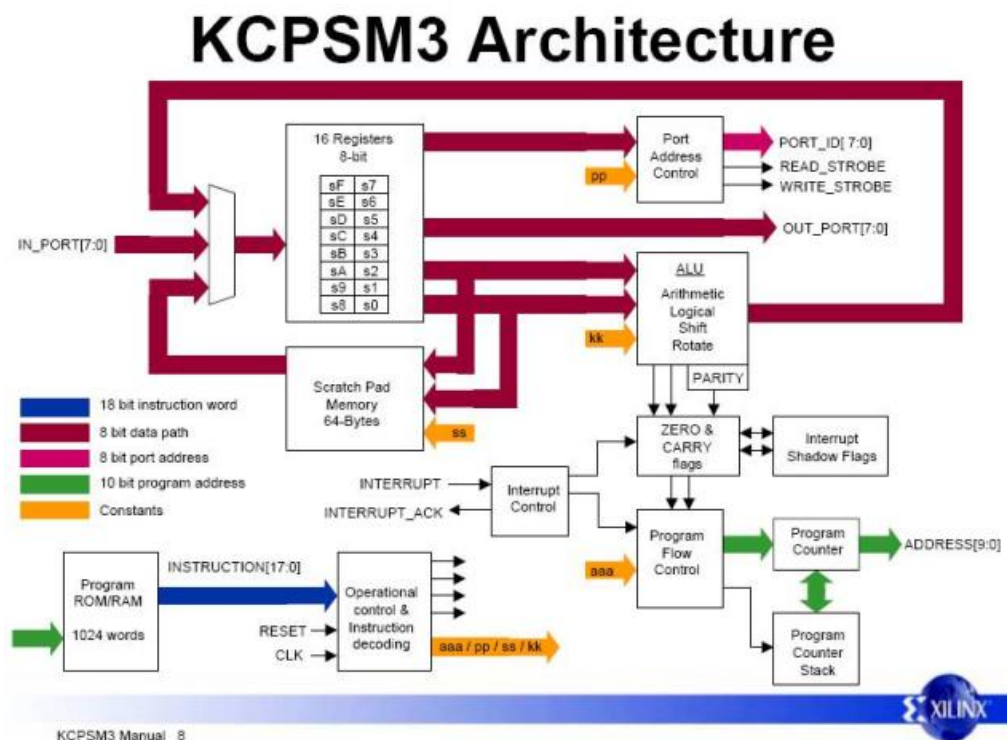 KCPSM3 Architecture
16 Registers
8-bit
sF s7
sE s6
sD s5
sC s4
sB s3
sA s2
s9 s1
s8 s0
IN_PORT[7:0]
pp
Port
Address
Control
PORT_ID[ 7:0]
READ_STROBE
WRITE_STROBE
OUT_PORT[7:0]
ALU
Arithmetic
Logical
Shift
Rotate
kk
PARITY
Scratch Pad
Memory
64-Bytes
ss
18 bit instruction word
8 bit data path
8 bit port address
10 bit program address
Constants
ZERO &
CARRY
flags
Interrupt
Shadow Flags
INTERRUPT
INTERRUPT_ACK
Interrupt
Control
Program
Flow
Control
aaa
Program
Counter
ADDRESS[9:0]
Program
Counter
Stack
Program
ROM/RAM
1024 words
INSTRUCTION[17:0]
RESET
CLK
Operational
control &
Instruction
decoding
aaa / pp / ss / kk
XILINX
KCPSM3 Manual 8